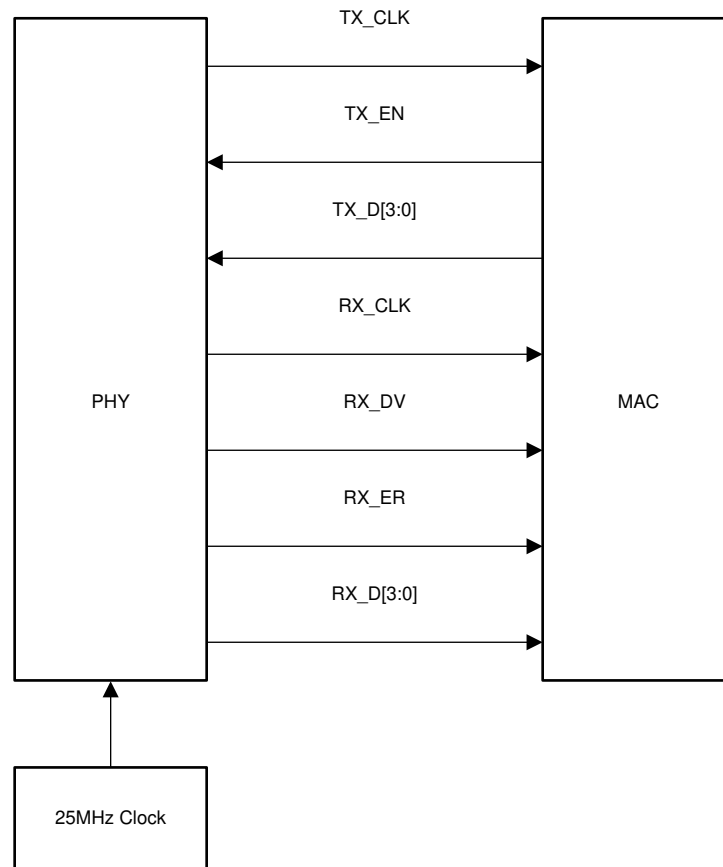 TX_CLK
TX_EN
TX_D[3:0]
RX_CLK
PHY
RX_DV
MAC
RX_ER
RX_D[3:0]
25MHz Clock